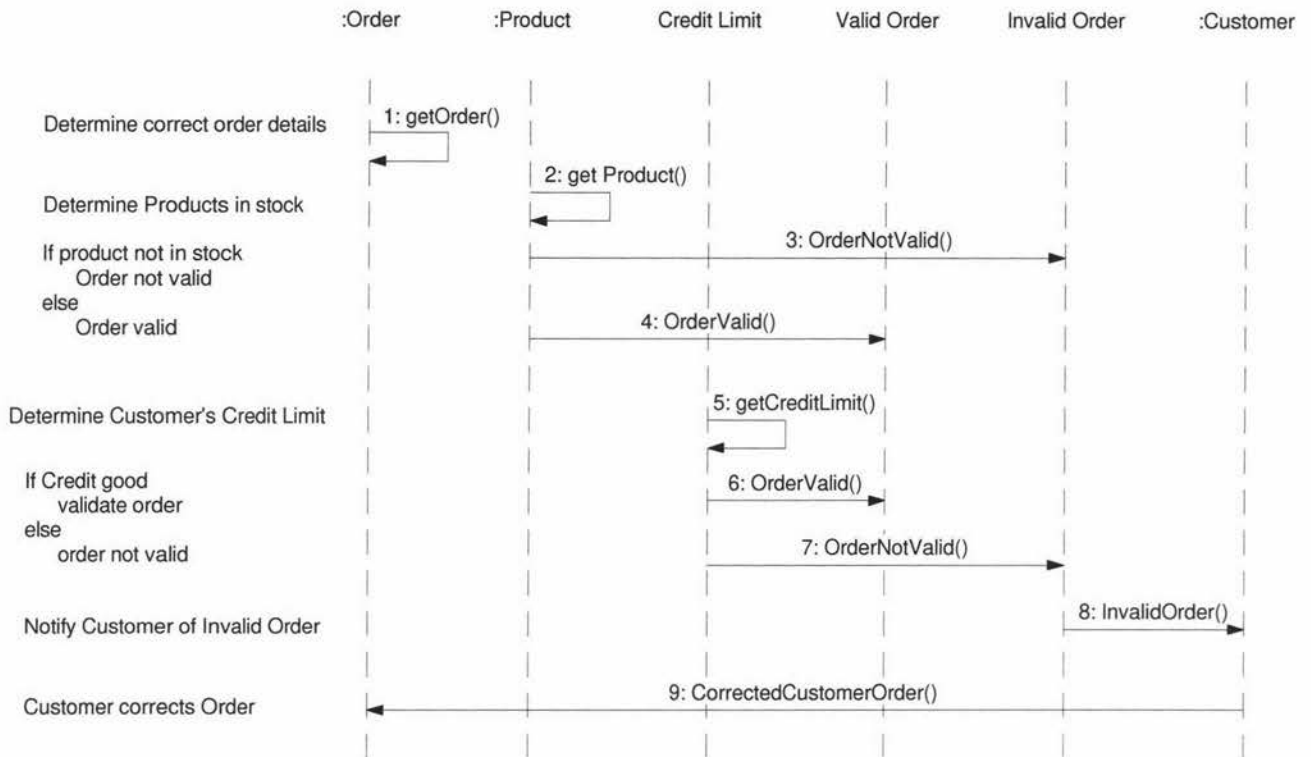 :Order :Product Credit Limit Valid Order Invalid Order :Customer
1: getOrder()
Determine correct order details
2: get Product()
Determine Products in stock
3: OrderNotValid()
If product not in stock
Order not valid
else
4: OrderValid()
Order valid
5: getCreditLimit()
Determine Customer's Credit Limit
If Credit good
6: OrderValid()
validate order
else
7: OrderNotValid()
order not valid
8: InvalidOrder()
Notify Customer of Invalid Order
9: CorrectedCustomerOrder()
Customer corrects Order